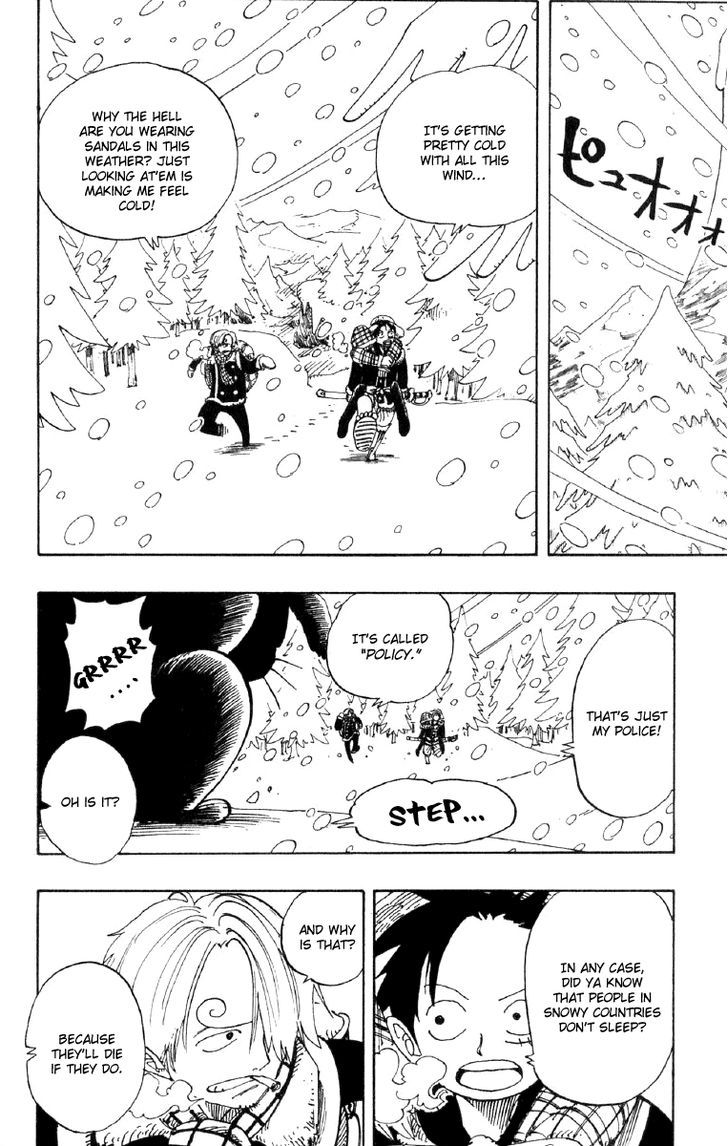 ピュオオオ
IT'S GETTING
PRETTY COLD
WITH ALL THIS
WIND...
WHY THE HELL
ARE YOU WEARING
SANDALS IN THIS
WEATHER? JUST
LOOKING AT'EM IS
MAKING ME FEEL
COLD!
THAT'S JUST
MY POLICE!
IT'S CALLED
"POLICY."
STEP...
GRRRR
....
OH IS IT?
IN ANY CASE,
DID YA KNOW
THAT PEOPLE IN
SNOWY COUNTRIES
DON'T SLEEP?
AND WHY
IS THAT?
BECAUSE
THEY'LL DIE
IF THEY DO.